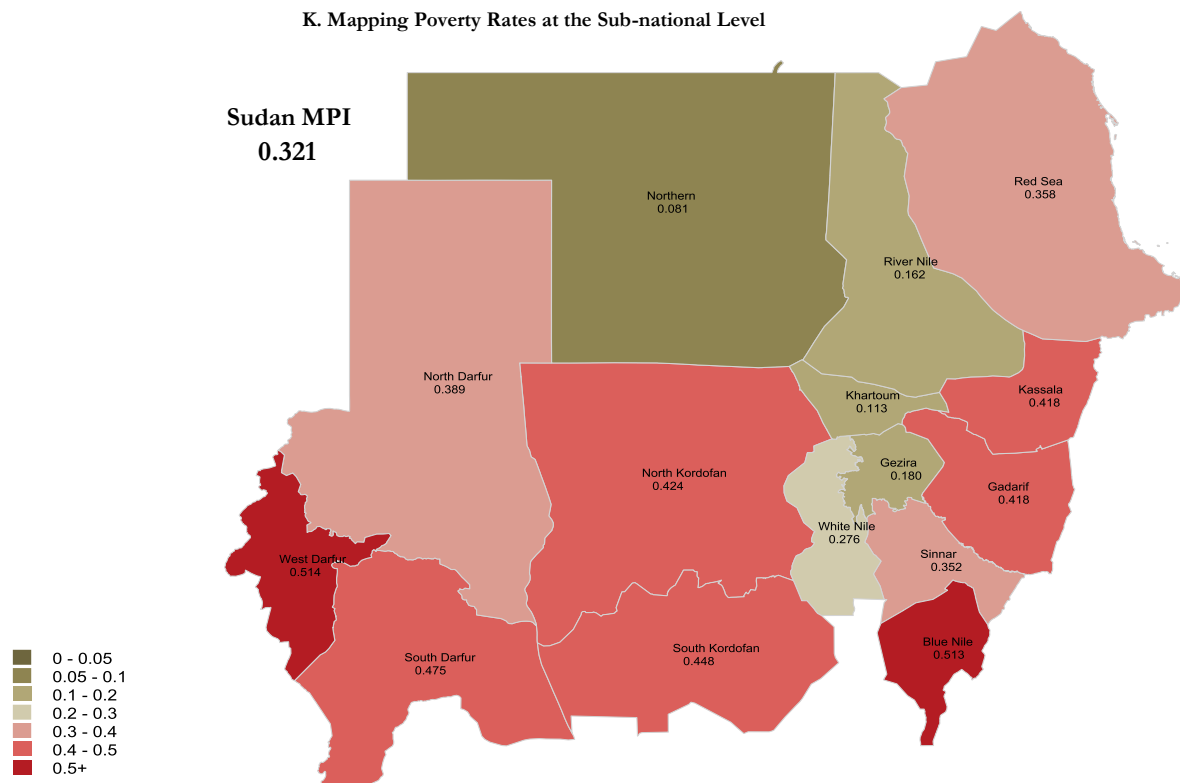 K. Mapping Poverty Rates at the Sub-national Level
Sudan MPI
0.321
Northern
0.081
Red Sea
0.358
River Nile
0.162
North Darfur
0.389
Khartoum
0.113
Kassala
0.418
North Kordofan
0.424
Gezira
0.180
Gadarif
0.418
White Nile
0.276
Sinnar
0.352
West Darfur
0.514
South Darfur
0.475
South Kordofan
0.448
Blue Nile
0.513
0 - 0.05
0.05 - 0.1
0.1 - 0.2
0.2 - 0.3
0.3 - 0.4
0.4 - 0.5
0.5+